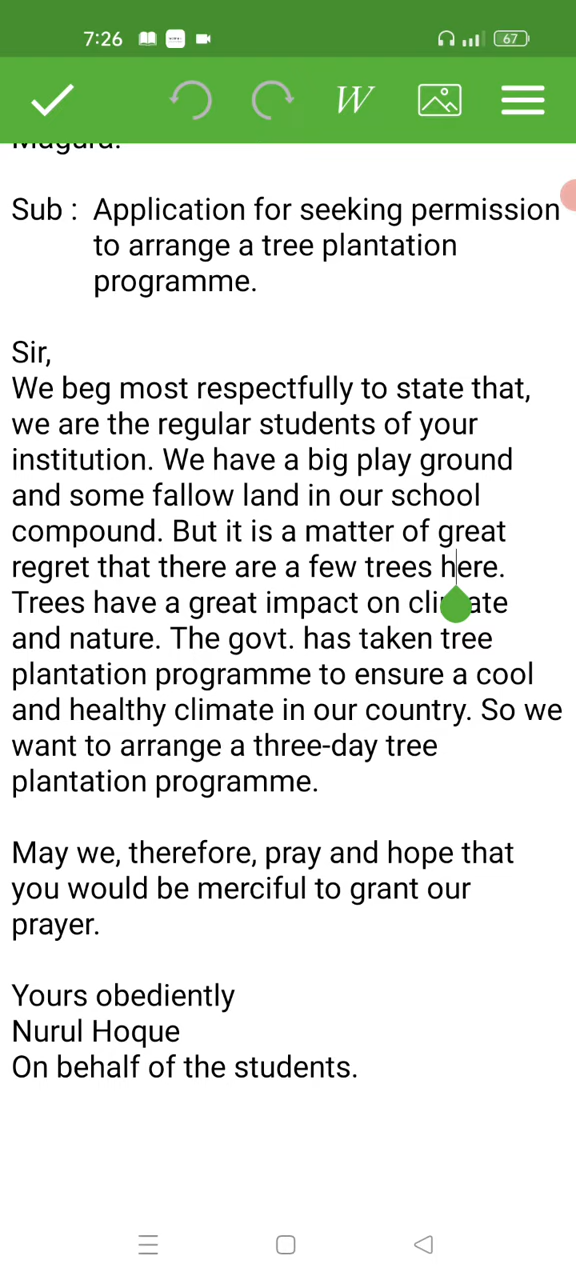 7:26
67
W
Magura.
Sub : Application for seeking permission
to arrange a tree plantation
programme.
Sir,
We beg most respectfully to state that,
we are the regular students of your
institution. We have a big play ground
and some fallow land in our school
compound. But it is a matter of great
regret that there are a few trees here.
Trees have a great impact on climate
and nature. The govt. has taken tree
plantation programme to ensure a cool
and healthy climate in our country. So we
want to arrange a three-day tree
plantation programme.
May we, therefore, pray and hope that
you would be merciful to grant our
prayer.
Yours obediently
Nurul Hoque
On behalf of the students.